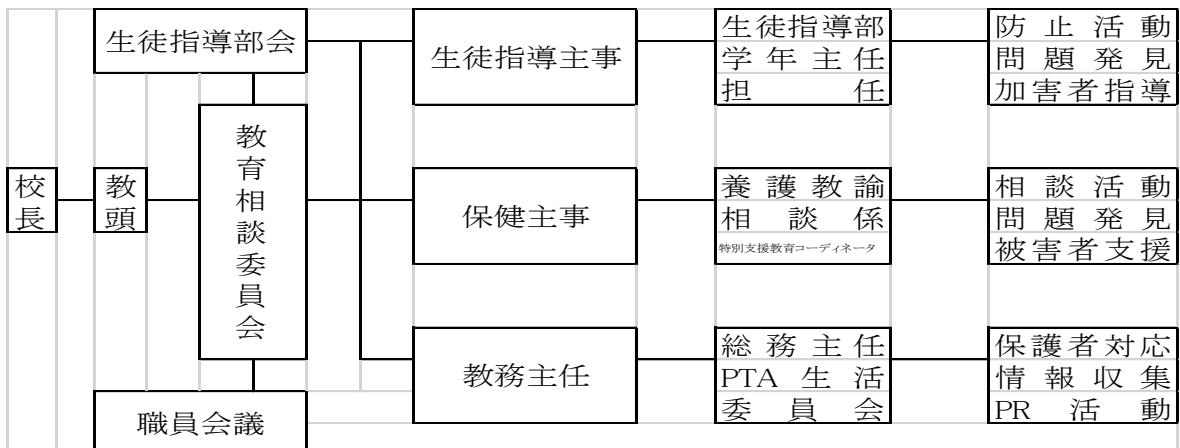 生徒指導部会
生徒指導主事
生徒指導部
学年主任
担任
防止活動
問題発見
加害者指導
校長
教頭
教育相談委員会
保健主事
養護教諭
相談係
特別支援教育コーディネータ
相談活動
問題発見
被害者支援
教務主任
総務主任
PTA 生活
委員会
保護者対応
情報収集
PR 活動
職員会議